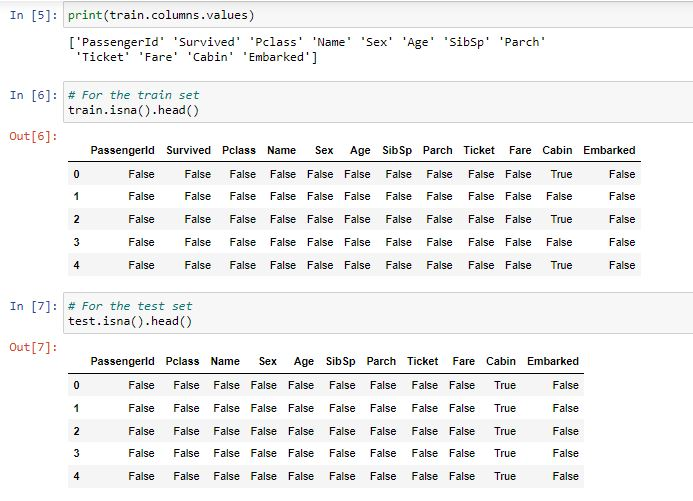 In [5]: print(train.columns.values)
['PassengerId' 'Survived' 'Pclass' 'Name' 'Sex' 'Age' 'SibSp' 'Parch'
'Ticket' 'Fare' 'Cabin' 'Embarked']
In [6]: # For the train set
train.isna().head()
Out[6]:
PassengerId Survived Pclass Name Sex Age SibSp Parch Ticket Fare Cabin Embarked
0 False False False False False False False False False False True False
1 False False False False False False False False False False False False
2 False False False False False False False False False False True False
3 False False False False False False False False False False False False
4 False False False False False False False False False False True False
In [7]: # For the test set
test.isna().head()
Out[7]:
PassengerId Pclass Name Sex Age SibSp Parch Ticket Fare Cabin Embarked
0 False False False False False False False False False True False
1 False False False False False False False False False True False
2 False False False False False False False False False True False
3 False False False False False False False False False True False
4 False False False False False False False False False True False